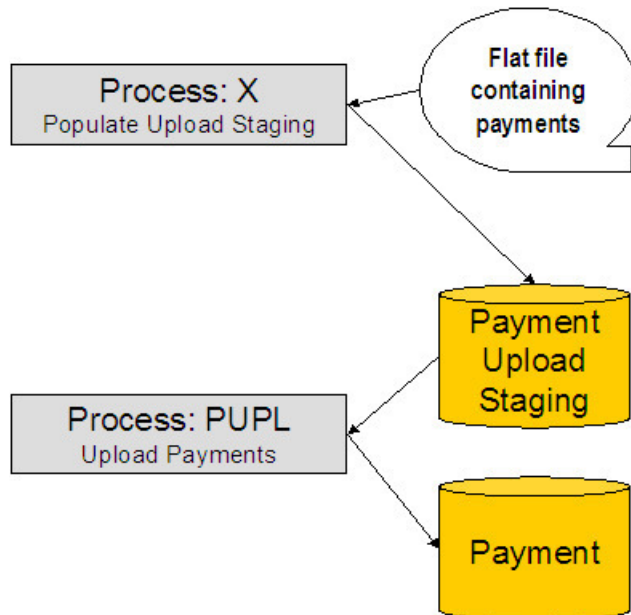 Flat file
containing
payments
Process: X
Populate Upload Staging
Payment
Upload
Staging
Process: PUPL
Upload Payments
Payment